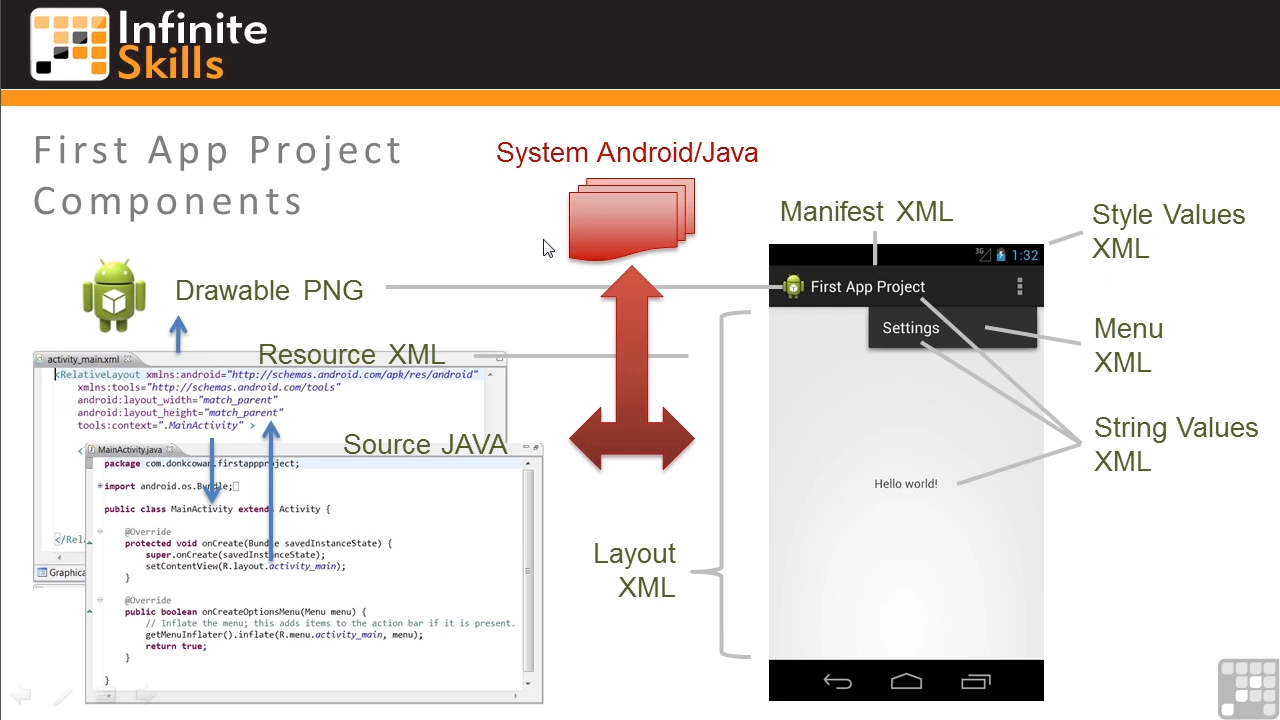 Infinite
Skills
First App Project
Components
System Android/Java
Manifest XML
Style Values
XML
3G
1:32
Drawable PNG
First App Project
Settings
Menu
XML
Resource XML
activity_main.xml
<RelativeLayout xmlns:android="http://schemas.android.com/apk/res/android"
xmlns:tools="http://schemas.android.com/tools"
android:layout_width="match_parent"
android:layout_height="match_parent"
tools:context=".MainActivity" >
<
</Rela
Graphica
Source JAVA
MainActivity.java
package com.donkcowan.firstappproject;
import android.os.Bundle;
public class MainActivity extends Activity {
@Override
protected void onCreate(Bundle savedInstanceState) {
super.onCreate(savedInstanceState);
setContentView(R.layout.activity_main);
}
@Override
public boolean onCreateOptionsMenu(Menu menu) {
// Inflate the menu; this adds items to the action bar if it is present.
getMenuInflater().inflate(R.menu.activity_main, menu);
return true;
}
}
String Values
XML
Hello world!
Layout
XML